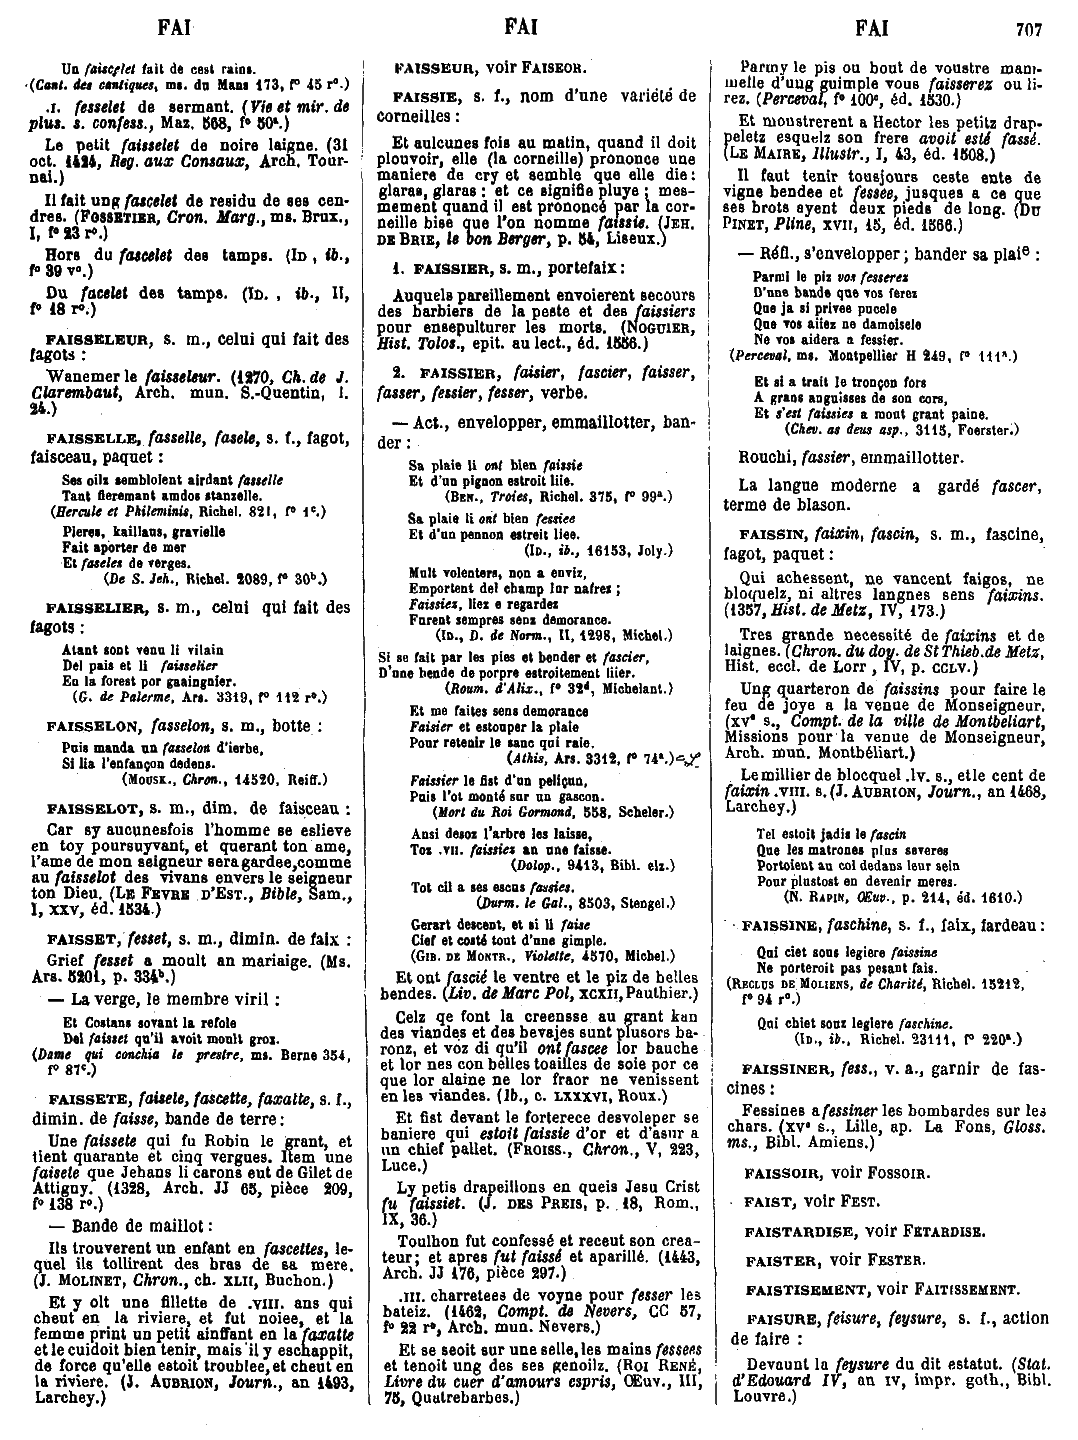 FAI
FAI
FAI
707
Un faisçelet fait de cest rains.
(Cant. des cantiques, ms. du Mans 173, f° 45 r°.)
.I. fesselet de sermant. (Vie et mir. de
plus. s. confess., Maz. 568, f° 50ᵃ.)
Le petit faisselet de noire laigne. (31
oct. 1424, Reg. aux Consaux, Arch. Tour-
nai.)
Il fait ung fascelet de residu de ses cen-
dres. (FOSSETIER, Cron. Marg., ms. Brux.,
I, f° 23 r°.)
Hors du fascelet des tamps. (ID, ib.,
f° 39 v°.)
Du facelet des tamps. (ID., ib., II,
f° 18 r°.)
FAISSELEUR, s. m., celui qui fait des
fagots :
Wanemer le faisseleur. (1270, Ch. de J.
Clarembaut, Arch. mun. S.-Quentin, l.
24.)
FAISSELLE, fasselle, fasele, s. f., fagot,
faisceau, paquet :
Ses oilz semblolent airdant fasselle
Tant fieremant amdos stanzelle.
(Hercule et Phileminis, Richel. 821, f° 1ᶜ.)
Pieres, kaillaus, gravielle
Fait aporter de mer
Et faseles de verges.
(De S. Jeh., Richel. 2089, f° 30ᵇ.)
FAISSELIER, s. m., celui qui fait des
fagots :
Atant sont venu li vilain
Del pais et li faisselier
En la forest por gaaingnier.
(G. de Palerme, Ars. 3319, f° 112 r°.)
FAISSELON, fasselon, s. m., botte :
Puis manda un fasselon d'ierbe,
Si lia l'enfançon dedens.
(MOUSK., Chron., 14520, Reiff.)
FAISSELOT, s. m., dim. de faisceau :
Car sy aucunesfois l'homme se eslieve
en toy poursuyvant, et querant ton ame,
l'ame de mon seigneur sera gardee, comme
au faisselot des vivans envers le seigneur
ton Dieu. (LE FEVRE D'EST., Bible, Sam.,
I, xxv, éd. 1534.)
FAISSET, fesset, s. m., dimin. de faix :
Grief fesset a moult an mariaige. (Ms.
Ars. 5201, p. 334ᵇ.)
— La verge, le membre viril :
Et Costans sovant la refole
Del faisset qu'il avoit moult gros.
(Dame qui conchia le prestre, ms. Berne 354,
f° 87ᶜ.)
FAISSETE, faisele, fascette, faxatte, s. f.,
dimin. de faisse, bande de terre :
Une faissete qui fu Robin le grant, et
tient quarante et cinq vergues. Item une
faisete que Jehans li carons eut de Gilet de
Attigny. (1328, Arch. JJ 65, pièce 209,
f° 138 r°.)
— Bande de maillot :
Ils trouverent un enfant en fascettes, le-
quel ils tollirent des bras de sa mere.
(J. MOLINET, Chron., ch. XLII, Buchon.)
Et y olt une fillette de .VIII. ans qui
cheut en la riviere, et fut noiee, et la
femme print un petit ainffant en la faxatte
et le cuidoit bien tenir, mais il y eschappit,
de force qu'elle estoit troublee, et cheut en
la riviere. (J. AUBRION, Journ., an 1493,
Larchey.)
FAISSEUR, voir FAISEOR.
FAISSIE, s. f., nom d'une variété de
corneilles :
Et aulcunes fois au matin, quand il doit
plouvoir, elle (la corneille) prononce une
maniere de cry et semble que elle die :
glaras, glaras : et ce signifie pluye ; mes-
mement quand il est prononcé par la cor-
neille bise que l'on nomme faissie. (JEH.
DE BRIE, le bon Berger, p. 54, Liseux.)
1. FAISSIER, s. m., portefaix :
Auquels pareillement envoierent secours
des barbiers de la peste et des faissiers
pour ensepulturer les morts. (NOGUIER,
Hist. Tolos., epit. au lect., éd. 1556.)
2. FAISSIER, faisier, fascier, faisser,
fasser, fessier, fesser, verbe.
— Act., envelopper, emmaillotter, ban-
der :
Sa plaie li ont bien faissie
Et d'un pignon estroit liie.
(BEN., Troies, Richel. 375, f° 99ᵃ.)
Sa plaie li ont bien fessiee
Et d'un pennon estreit liee.
(ID., ib., 16153, Joly.)
Mult volenters, non a enviz,
Emportent del champ lur nafrez ;
Faissiez, liez e regardez
Furent sempres senz demorance.
(ID., D. de Norm., II, 1298, Michel.)
Si se fait par les pies et bender et fascier,
D'une bende de porpre estroitement liier.
(Roum. d'Alix., f° 32ᵈ, Michelant.)
Et me faites sens demorance
Faisier et estouper la plaie
Pour retenir le sanc qui raie.
(Athis, Ars. 3312, f° 74ᵃ.)
Faissier le fist d'un peliçun,
Puis l'ot monté sur un gascon.
(Mort du Roi Gormond, 558, Scheler.)
Ansi desoz l'arbre les laisse,
Toz .VII. faissiez an une faisse.
(Dolop., 9413, Bibl. elz.)
Tot cil a ses escus faussies.
(Durm. le Gal., 8503, Stengel.)
Gerart descent, et si li faise
Cief et costé tout d'une gimple.
(GIB. DE MONTR., Violette, 4570, Michel.)
Et ont fascié le ventre et le piz de belles
bendes. (Liv. de Marc Pol, XCXII, Pauthier.)
Celz qe font la creensse au grant kan
des viandes et des bevajes sunt plusors ba-
ronz, et voz di qu'il ont fascee lor bauche
et lor nes con belles toailles de soie por ce
que lor alaine ne lor fraor ne venissent
en les viandes. (Ib., c. LXXXVI, Roux.)
Et fist devant le forterece desvoleper se
baniere qui estoit faissie d'or et d'asur a
un chief pallet. (FROISS., Chron., V, 223,
Luce.)
Ly petis drapeillons en queis Jesu Crist
fu faissiet. (J. DES PREIS, p. 18, Rom.,
IX, 36.)
Toulhon fut confessé et receut son crea-
teur; et apres fut faissé et aparillé. (1443,
Arch. JJ 176, pièce 297.)
.III. charretees de voyne pour fesser les
bateiz. (1462, Compt. de Nevers, CC 57,
f° 22 r°, Arch. mun. Nevers.)
Et se seoit sur une selle, les mains fessees
et tenoit ung des ses genoilz. (ROI RENÉ,
Livre du cuer d'amours espris, Œuv., III,
75, Quatrebarbes.)
Parmy le pis ou bout de voustre mam-
melle d'ung guimple vous faisserez ou li-
rez. (Perceval, f° 100ᵉ, éd. 1530.)
Et moustrerent a Hector les petitz drap-
peletz esquelz son frere avoit esté fassé.
(LE MAIRE, Illustr., I, 43, éd. 1508.)
Il faut tenir tousjours ceste ente de
vigne bendee et fessee, jusques a ce que
ses brots ayent deux pieds de long. (DU
PINET, Pline, XVII, 15, éd. 1566.)
— Réfl., s'envelopper ; bander sa plaie :
Parmi le piz vos fesserez
D'une bande que vos ferez
Que ja si privee pucele
Que vos aiiez ne damoisele
Ne vos aidera a fessier.
(Perceval, ms. Montpellier H 249, f° 111ᵃ.)
Et si a trait le tronçon fors
A grans anguisses de son cors,
Et s'est faissies a mont grant paine.
(Chev. as deus asp., 3115, Foerster.)
Rouchi, fassier, emmaillotter.
La langue moderne a gardé fascer,
terme de blason.
FAISSIN, faixin, fascin, s. m., fascine,
fagot, paquet :
Qui achessent, ne vancent faigos, ne
bloquelz, ni altres langnes sens faixins.
(1357, Hist. de Metz, IV, 173.)
Tres grande necessité de faixins et de
laignes. (Chron. du doy. de St Thieb. de Metz,
Hist. eccl. de Lorr, IV, p. CCLV.)
Ung quarteron de faissins pour faire le
feu de joye a la venue de Monseigneur.
(XVᵉ s., Compt. de la ville de Montbeliart,
Missions pour la venue de Monseigneur,
Arch. mun. Montbéliart.)
Le millier de blocquel .lv. s., et le cent de
faixin .VIII. s. (J. AUBRION, Journ., an 1468,
Larchey.)
Tel estoit jadis le fascin
Que les matrones plus severes
Portoient au col dedans leur sein
Pour plustost en devenir meres.
(N. RAPIN, Œuv., p. 214, éd. 1610.)
FAISSINE, faschine, s. f., faix, fardeau :
Qui ciet sous legiere faissine
Ne porteroit pas pesant fais.
(RECLUS DE MOLIENS, de Charité, Richel. 15212,
f° 94 r°.)
Qui chiet souz legiere faschine.
(ID., ib., Richel. 23111, f° 220ᵃ.)
FAISSINER, fess., v. a., garnir de fas-
cines :
Fessines a fessiner les bombardes sur les
chars. (XVᵉ s., Lille, ap. LA FONS, Gloss.
ms., Bibl. Amiens.)
FAISSOIR, voir FOSSOIR.
FAIST, voir FEST.
FAISTARDISE, voir FETARDISE.
FAISTER, voir FESTER.
FAISTISEMENT, voir FAITISSEMENT.
FAISURE, feisure, feysure, s. f., action
de faire :
Devaunt la feysure du dit estatut. (Stat.
d'Edouard IV, an IV, impr. goth., Bibl.
Louvre.)